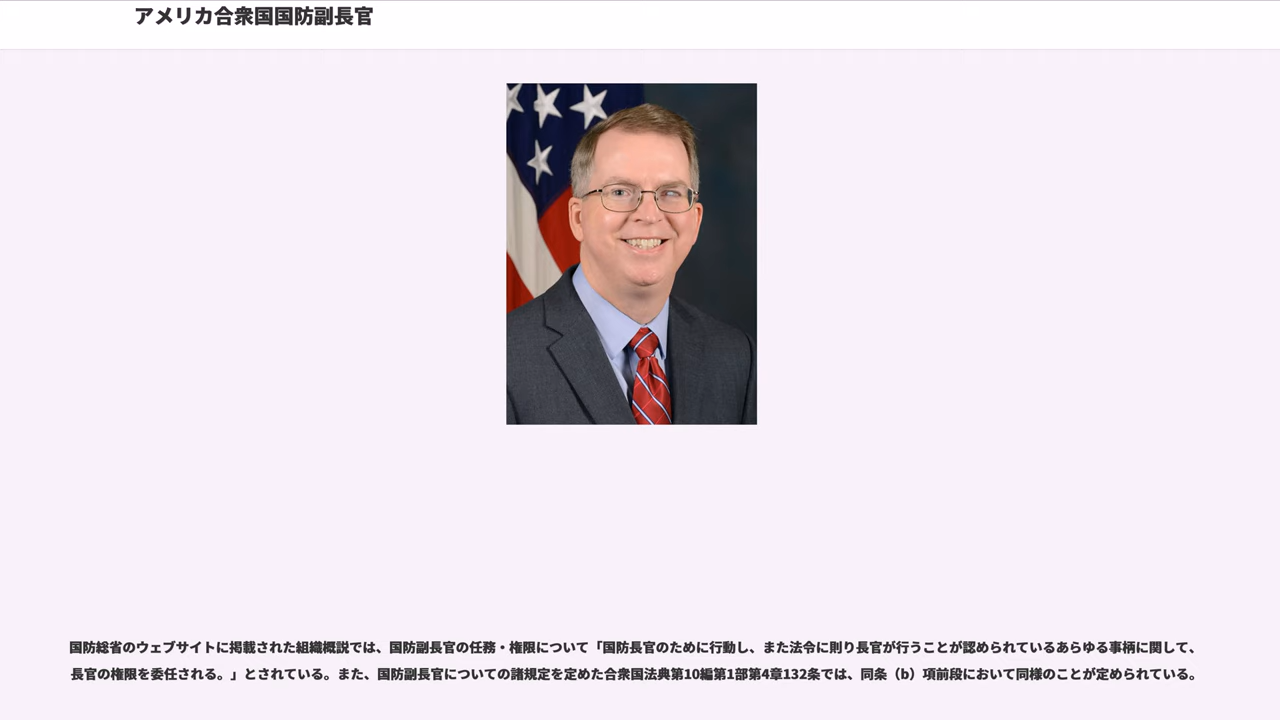 アメリカ合衆国国防副長官
国防総省のウェブサイトに掲載された組織概説では、国防副長官の任務・権限について「国防長官のために行動し、また法令に則り長官が行うことが認められているあらゆる事柄に関して、
長官の権限を委任される。」とされている。また、国防副長官についての諸規定を定めた合衆国法典第10編第1部第4章132条では、同条（b）項前段において同様のことが定められている。